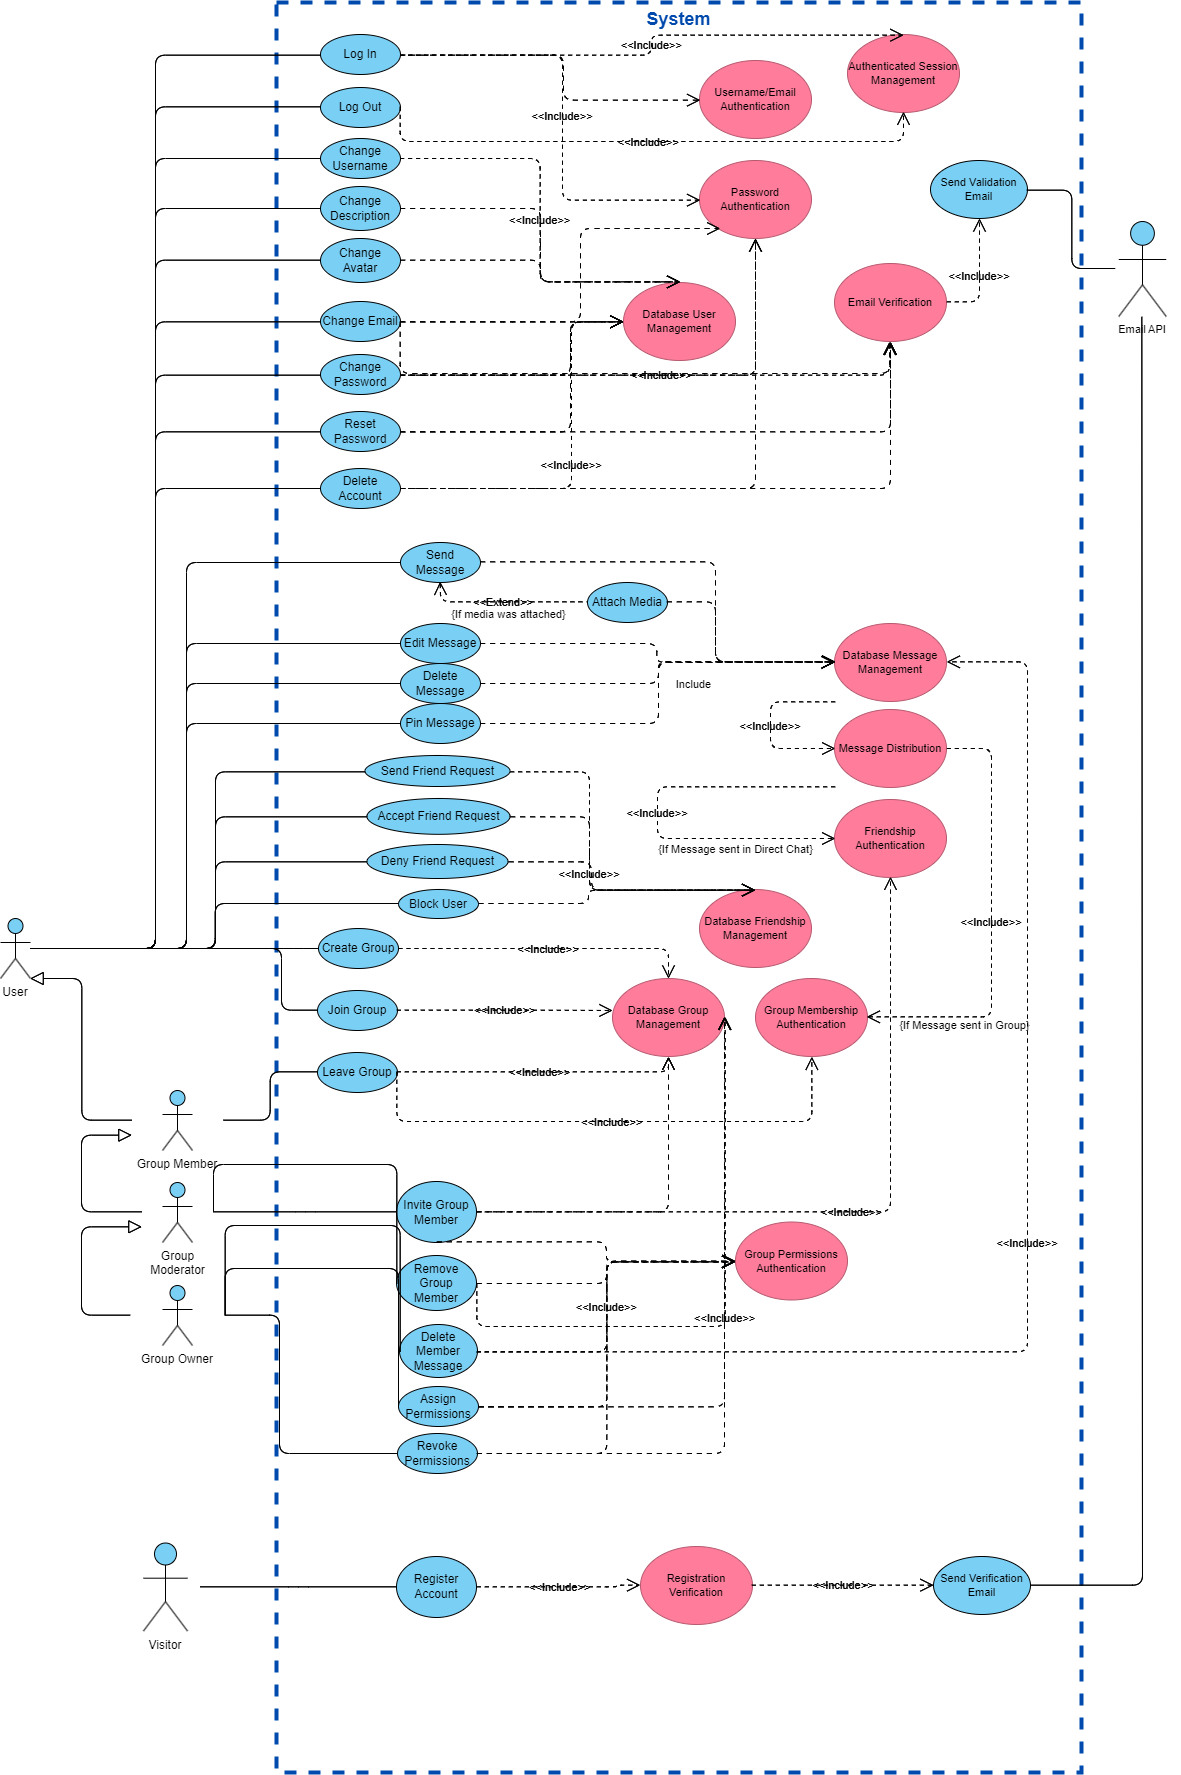 System
Log In
<<Include>>
Authenticated Session
Management
Username/Email
Authentication
Log Out
<<Include>>
<<Include>>
Change
Username
Password
Authentication
Send Validation
Email
Change
Description
<<Include>>
Change
Avatar
<<Include>>
Email Verification
Change Email
Database User
Management
Email API
Change
Password
<<Include>>
Reset
Password
<<Include>>
Delete
Account
Send
Message
<<Extend>>
{If media was attached}
Attach Media
Edit Message
Database Message
Management
Delete
Message
Include
Pin Message
<<Include>>
Message Distribution
Send Friend Request
Accept Friend Request
<<Include>>
Friendship
Authentication
{If Message sent in Direct Chat}
Deny Friend Request
<<Include>>
Block User
Database Friendship
Management
<<Include>>
Create Group
<<Include>>
User
Join Group
<<Include>>
Database Group
Management
Group Membership
Authentication
{If Message sent in Group}
Leave Group
<<Include>>
<<Include>>
Group Member
Invite Group
Member
<<Include>>
Group
Moderator
Group Permissions
Authentication
<<Include>>
Remove
Group
Member
<<Include>>
<<Include>>
Group Owner
Delete
Member
Message
Assign
Permissions
Revoke
Permissions
Register
Account
<<Include>>
Registration
Verification
<<Include>>
Send Verification
Email
Visitor